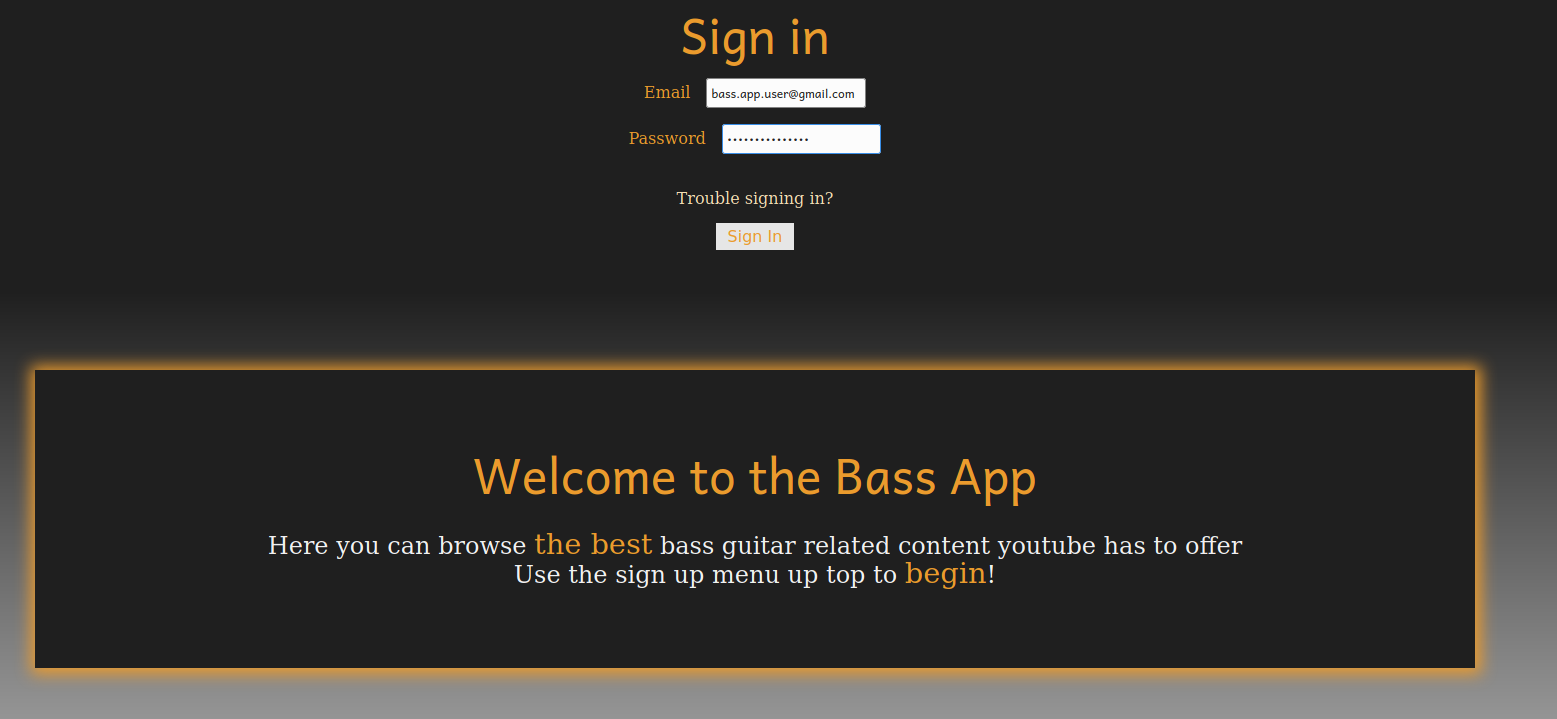 Sign in
Email bass.app.user@gmail.com
Password •••••••••••••••
Trouble signing in?
Sign In
Welcome to the Bass App
Here you can browse the best bass guitar related content youtube has to offer
Use the sign up menu up top to begin!